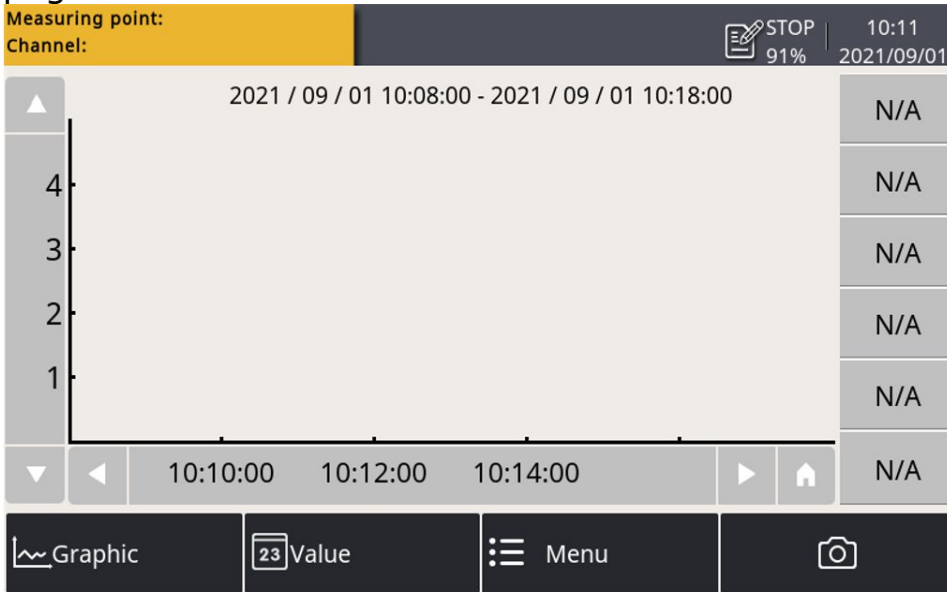 Measuring point:
Channel:
STOP
91%
10:11
2021/09/01
2021 / 09 / 01 10:08:00 - 2021 / 09 / 01 10:18:00
N/A
4
N/A
3
N/A
2
N/A
1
N/A
10:10:00 10:12:00 10:14:00
N/A
Graphic
23 Value
Menu